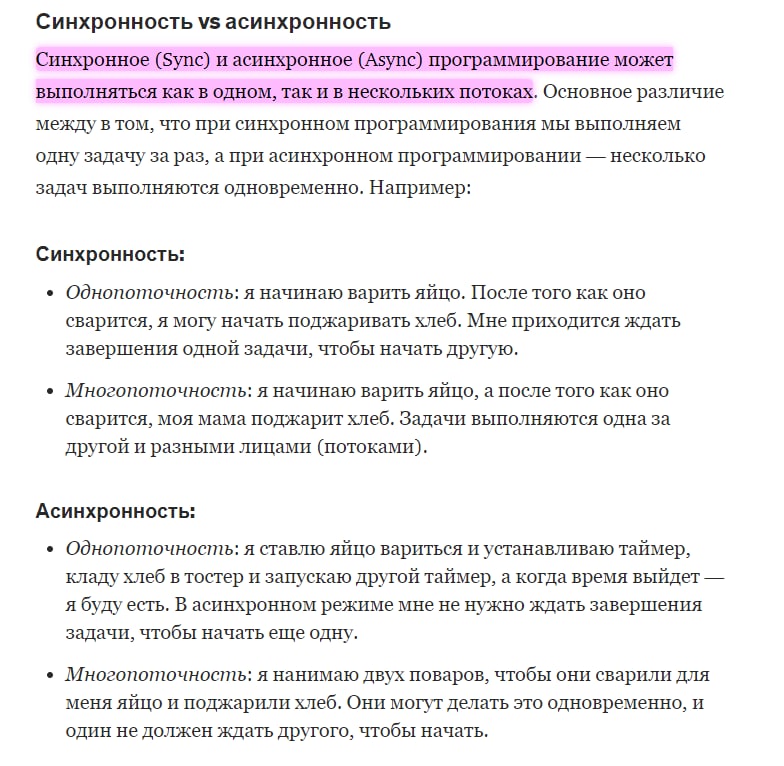 Синхронность vs асинхронность
Синхронное (Sync) и асинхронное (Async) программирование может
выполняться как в одном, так и в нескольких потоках. Основное различие
между в том, что при синхронном программирования мы выполняем
одну задачу за раз, а при асинхронном программировании — несколько
задач выполняются одновременно. Например:
Синхронность:
• Однопоточность: я начинаю варить яйцо. После того как оно
сварится, я могу начать поджаривать хлеб. Мне приходится ждать
завершения одной задачи, чтобы начать другую.
• Многопоточность: я начинаю варить яйцо, а после того как оно
сварится, моя мама поджарит хлеб. Задачи выполняются одна за
другой и разными лицами (потоками).
Асинхронность:
• Однопоточность: я ставлю яйцо вариться и устанавливаю таймер,
кладу хлеб в тостер и запускаю другой таймер, а когда время выйдет —
я буду есть. В асинхронном режиме мне не нужно ждать завершения
задачи, чтобы начать еще одну.
• Многопоточность: я нанимаю двух поваров, чтобы они сварили для
меня яйцо и поджарили хлеб. Они могут делать это одновременно, и
один не должен ждать другого, чтобы начать.